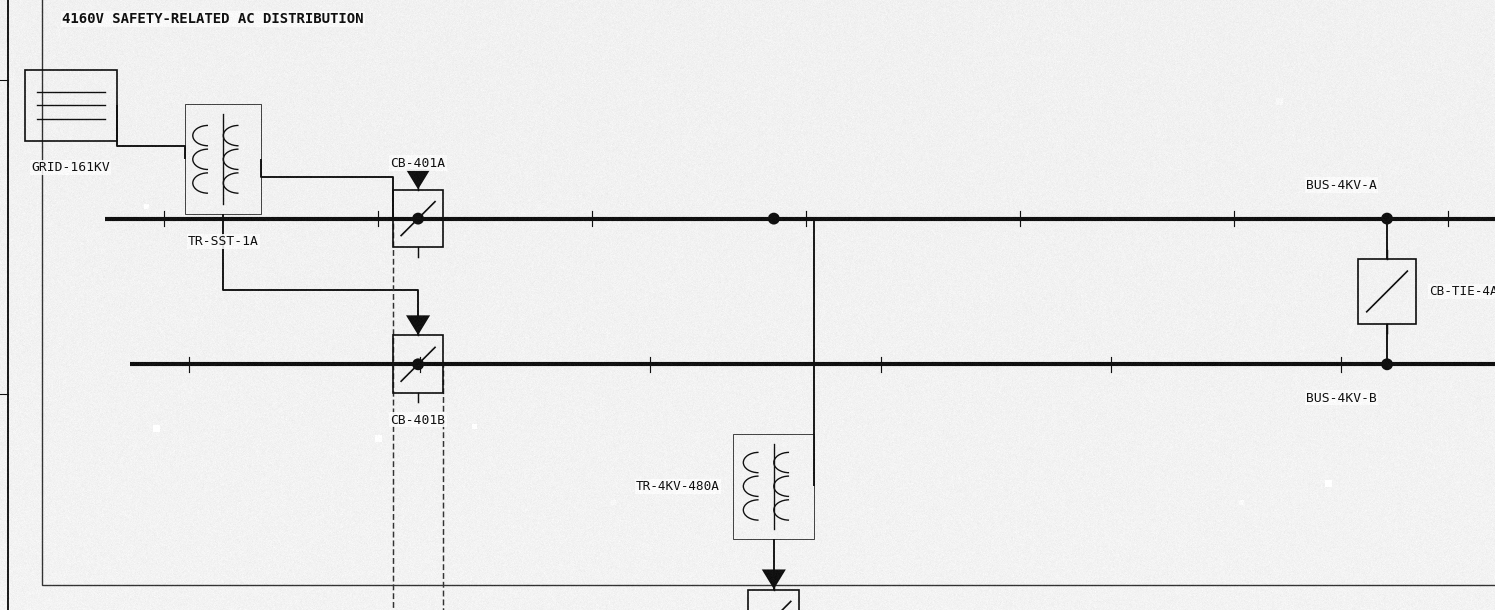 4160V SAFETY-RELATED AC DISTRIBUTION
GRID-161KV
CB-401A
BUS-4KV-A
TR-SST-1A
CB-TIE-4A
BUS-4KV-B
CB-401B
TR-4KV-480A